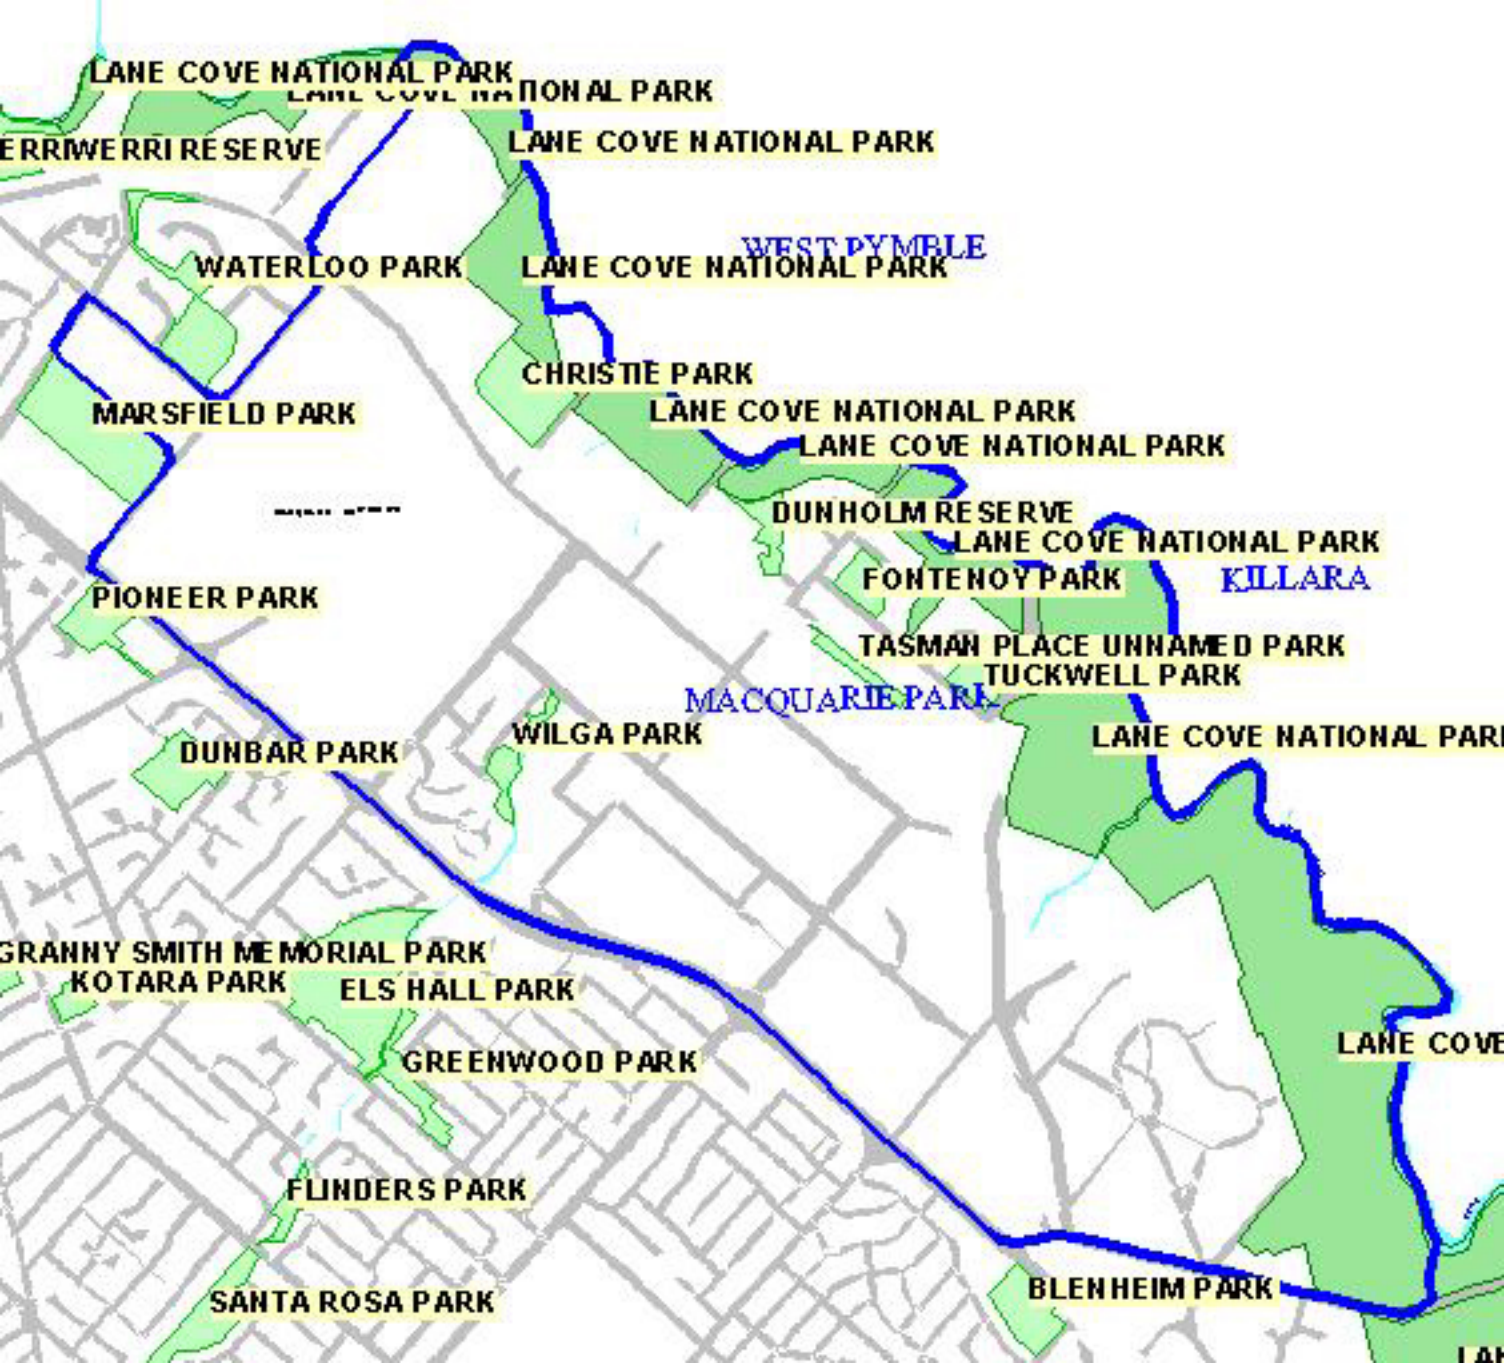 LANE COVE NATIONAL PARK
LANE COVE NATIONAL PARK
LANE COVE NATIONAL PARK
ERRIWERRI RESERVE
WEST PYMBLE
WATERLOO PARK
LANE COVE NATIONAL PARK
CHRISTIE PARK
MARSFIELD PARK
LANE COVE NATIONAL PARK
LANE COVE NATIONAL PARK
DUNHOLM RESERVE
LANE COVE NATIONAL PARK
FONTENOY PARK
KILLARA
PIONEER PARK
TASMAN PLACE UNNAMED PARK
TUCKWELL PARK
MACQUARIE PARK
WILGA PARK
LANE COVE NATIONAL PARK
DUNBAR PARK
GRANNY SMITH MEMORIAL PARK
KOTARA PARK
ELS HALL PARK
LANE COVE
GREENWOOD PARK
FLINDERS PARK
BLENHEIM PARK
SANTA ROSA PARK